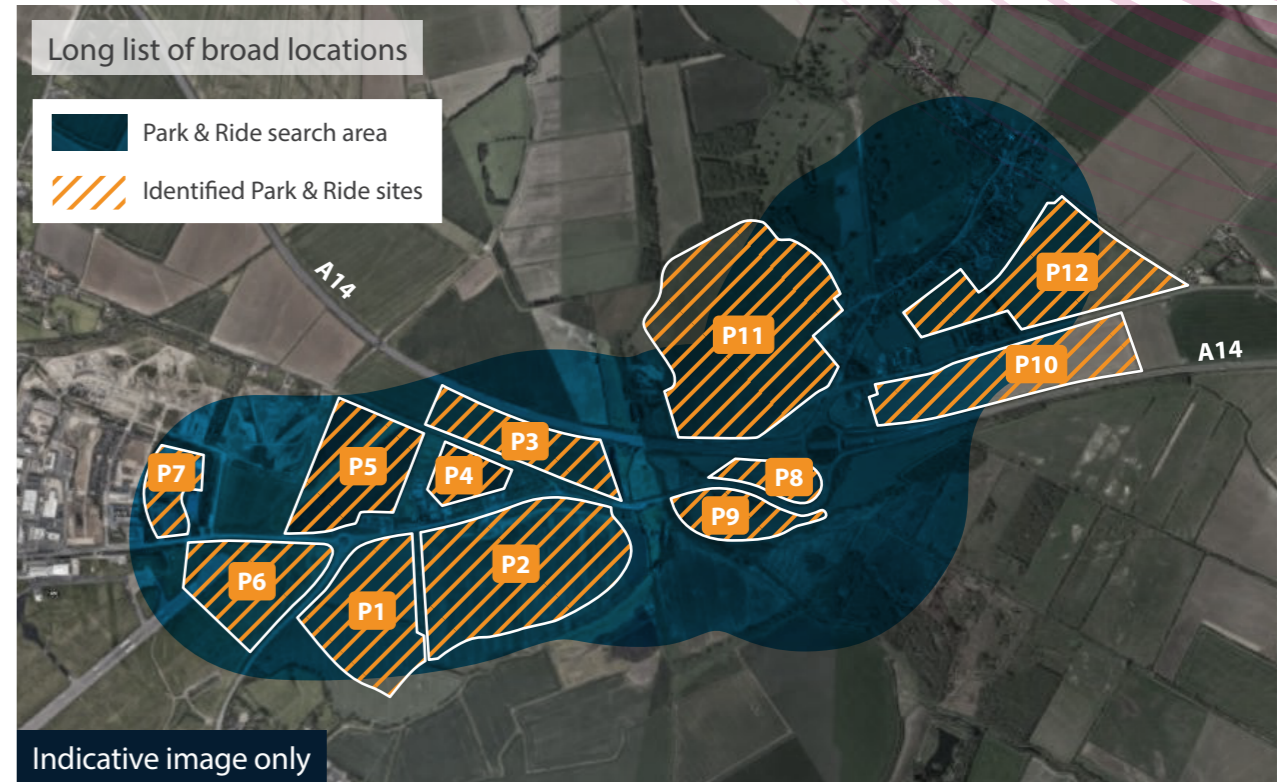 Long list of broad locations
Park & Ride search area
Identified Park & Ride sites
A14
P12
P11
P10
A14
P3
P5
P4
P7
P8
P9
P2
P6
P1
Indicative image only